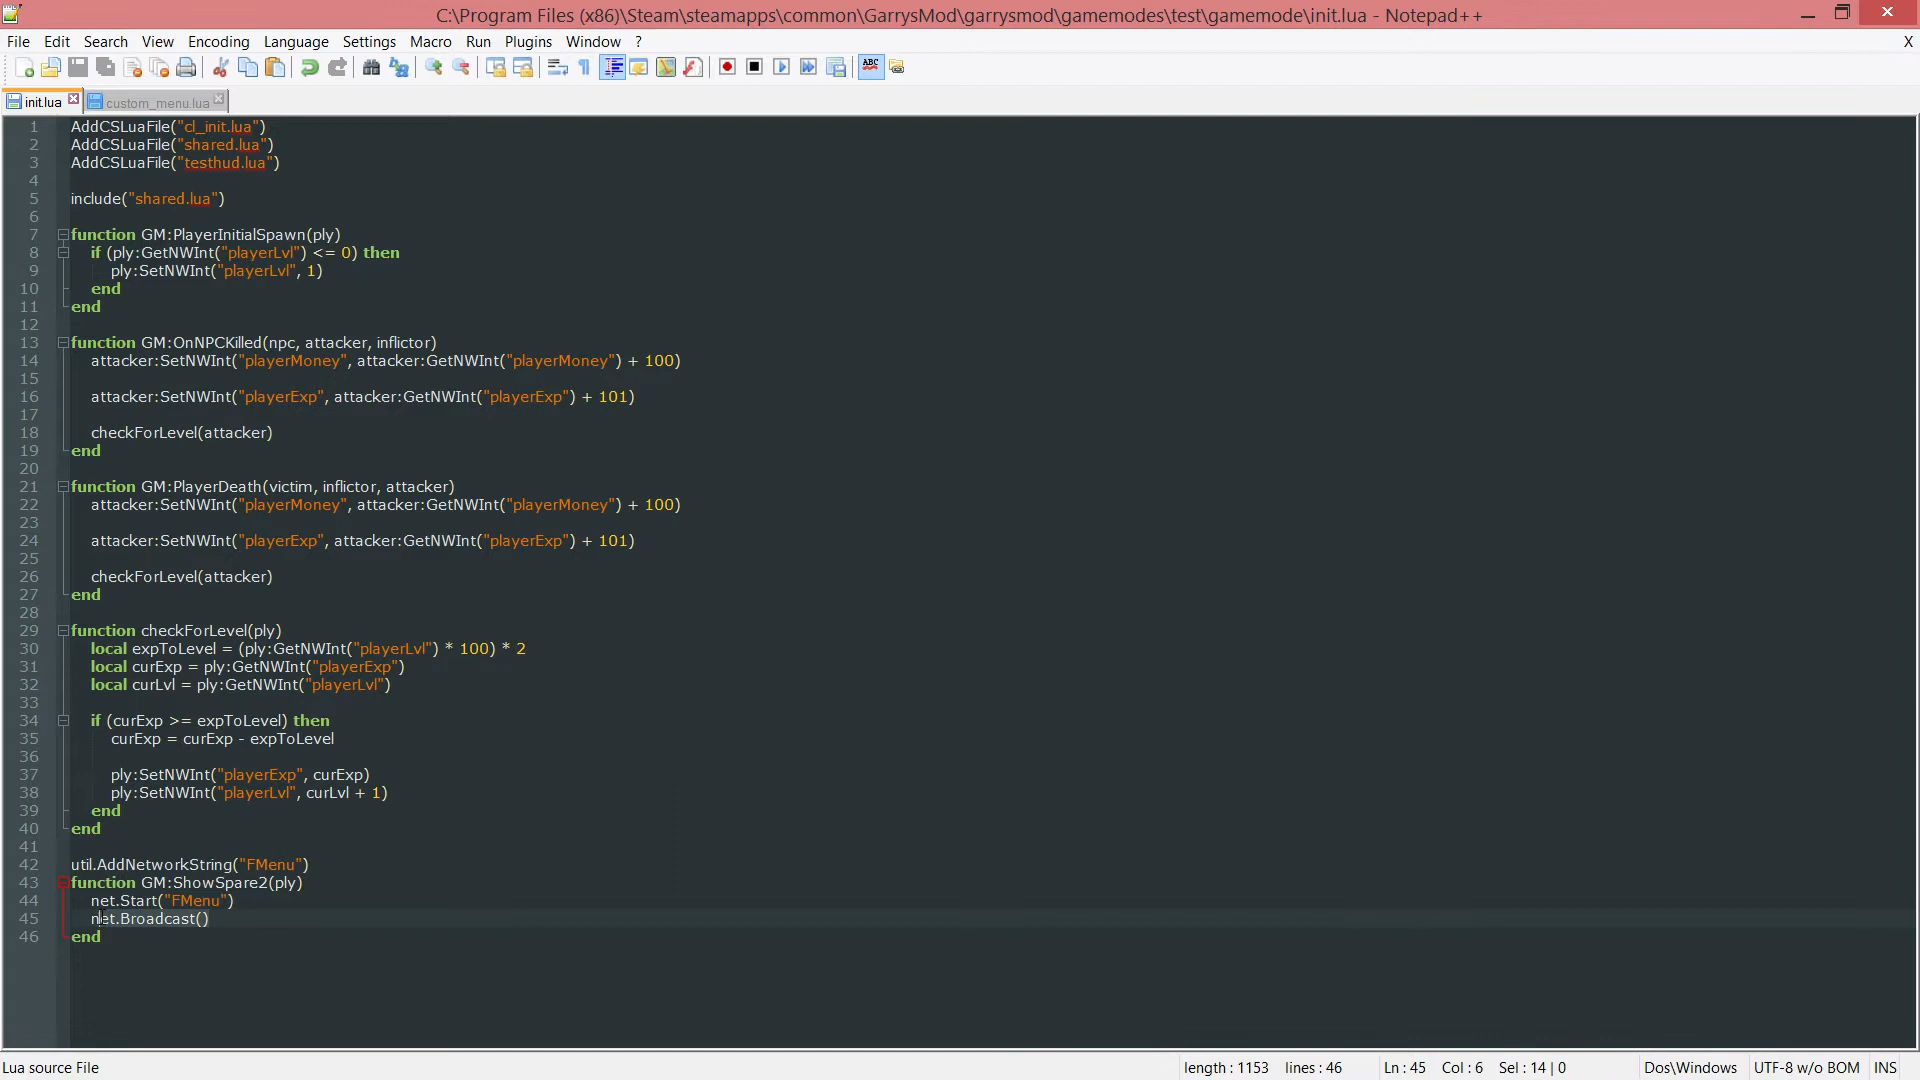 C:\Program Files (x86)\Steam\steamapps\common\GarrysMod\garrysmod\gamemodes\test\gamemode\init.lua - Notepad++
File Edit Search View Encoding Language Settings Macro Run Plugins Window ? X
ABC
init.lua custom_menu.lua
1 AddCSLuaFile("cl_init.lua")
2 AddCSLuaFile("shared.lua")
3 AddCSLuaFile("testhud.lua")
4
5 include("shared.lua")
6
7 function GM:PlayerInitialSpawn(ply)
8 if (ply:GetNWInt("playerLvl") <= 0) then
9 ply:SetNWInt("playerLvl", 1)
10 end
11 end
12
13 function GM:OnNPCKilled(npc, attacker, inflictor)
14 attacker:SetNWInt("playerMoney", attacker:GetNWInt("playerMoney") + 100)
15
16 attacker:SetNWInt("playerExp", attacker:GetNWInt("playerExp") + 101)
17
18 checkForLevel(attacker)
19 end
20
21 function GM:PlayerDeath(victim, inflictor, attacker)
22 attacker:SetNWInt("playerMoney", attacker:GetNWInt("playerMoney") + 100)
23
24 attacker:SetNWInt("playerExp", attacker:GetNWInt("playerExp") + 101)
25
26 checkForLevel(attacker)
27 end
28
29 function checkForLevel(ply)
30 local expToLevel = (ply:GetNWInt("playerLvl") * 100) * 2
31 local curExp = ply:GetNWInt("playerExp")
32 local curLvl = ply:GetNWInt("playerLvl")
33
34 if (curExp >= expToLevel) then
35 curExp = curExp - expToLevel
36
37 ply:SetNWInt("playerExp", curExp)
38 ply:SetNWInt("playerLvl", curLvl + 1)
39 end
40 end
41
42 util.AddNetworkString("FMenu")
43 function GM:ShowSpare2(ply)
44 net.Start("FMenu")
45 net.Broadcast()
46 end
Lua source File length : 1153 lines : 46 Ln : 45 Col : 6 Sel : 14 | 0 Dos\Windows UTF-8 w/o BOM INS